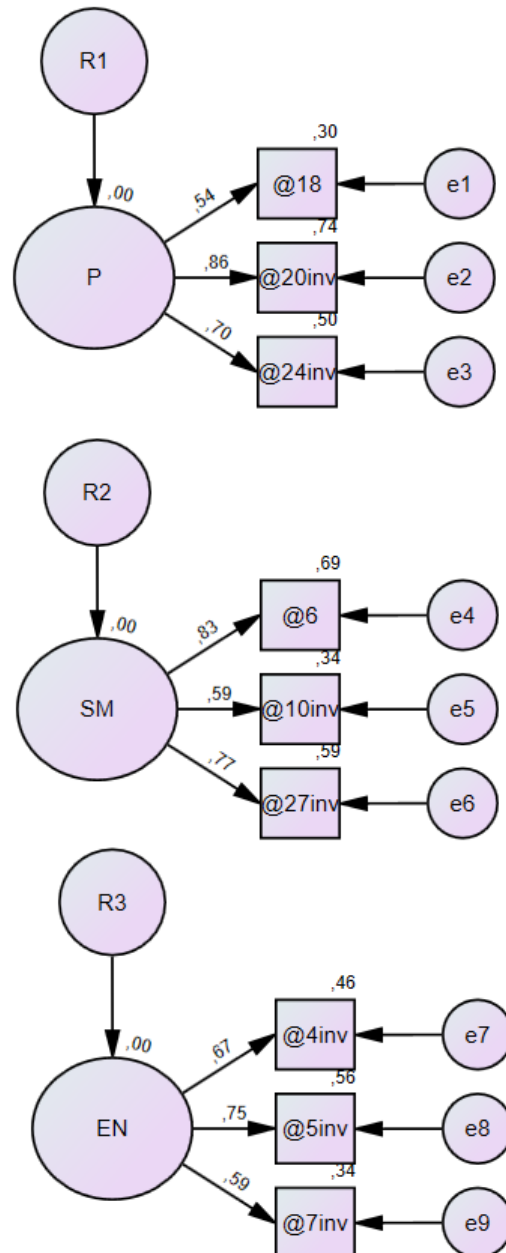 R1
,00
P
,54
,86
,70
,30
@18
e1
,74
@20inv
e2
,50
@24inv
e3
R2
,00
SM
,83
,59
,77
,69
@6
e4
,34
@10inv
e5
,59
@27inv
e6
R3
,00
EN
,67
,75
,59
,46
@4inv
e7
,56
@5inv
e8
,34
@7inv
e9